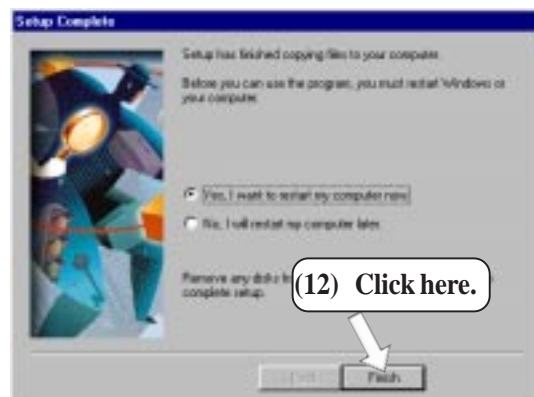 Setup Complete
Setup has finished copying files to your computer.
Before you can use the program, you must restart Windows or
your computer.
Yes, I want to restart my computer now.
No, I will restart my computer later.
Remove any disks
complete setup.
(12) Click here.
Finish